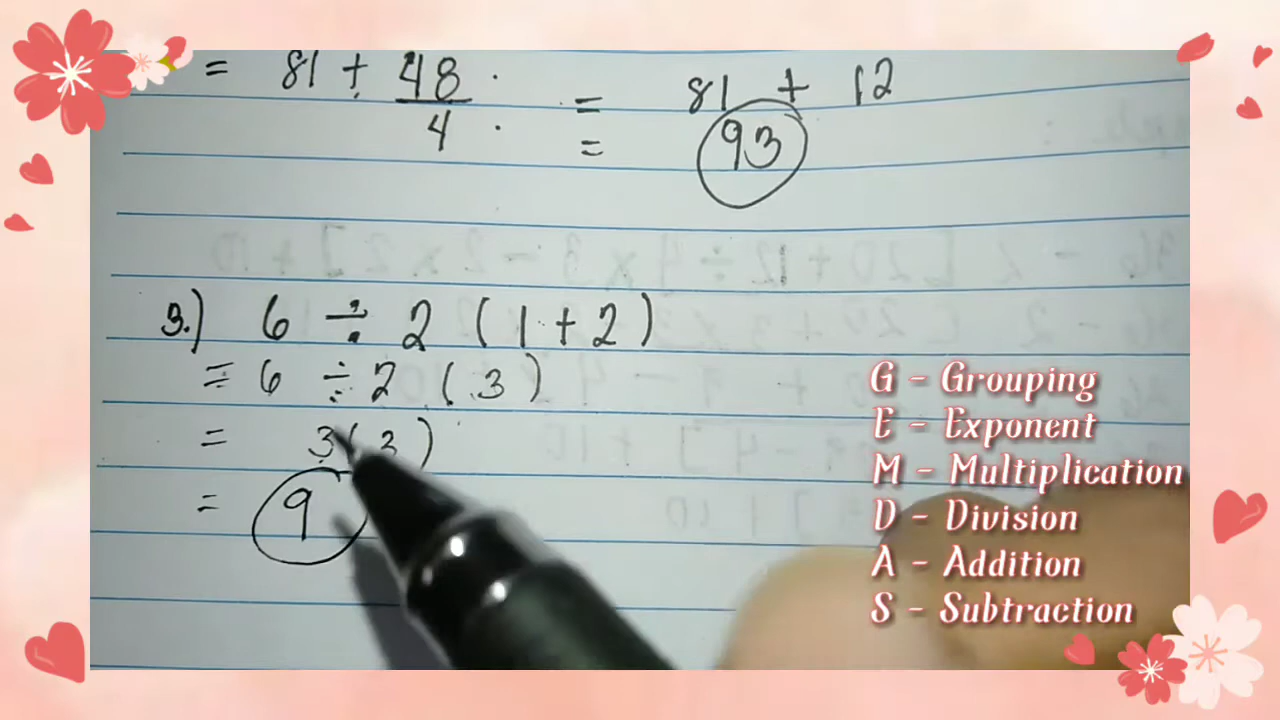 = 81 + 48/4 = 81 + 12
= 93
3.) 6 ÷ 2 ( 1 + 2 )
= 6 ÷ 2 ( 3 )
= 3 ( 3 )
= 9
G - Grouping
E - Exponent
M - Multiplication
D - Division
A - Addition
S - Subtraction